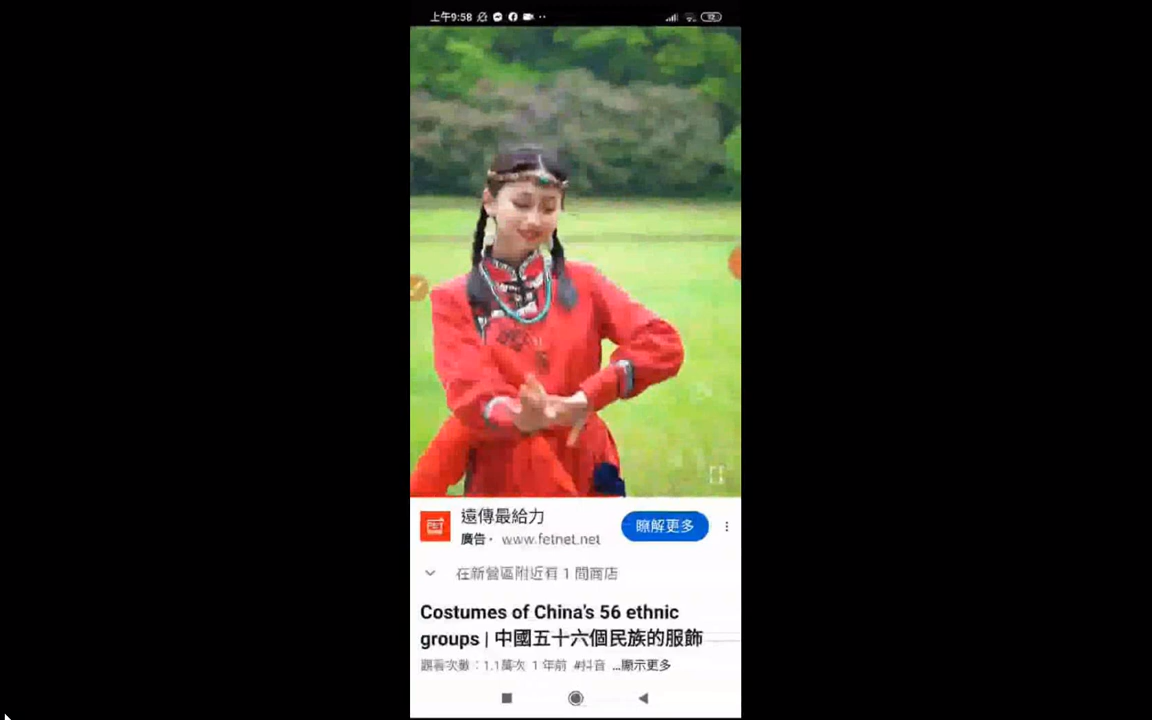 上午9:58
遠傳最給力
廣告· www.fetnet.net
瞭解更多
在新營區附近有 1 間商店
Costumes of China's 56 ethnic
groups | 中國五十六個民族的服飾
觀看次數：1.1萬次 1 年前 #抖音 ...顯示更多